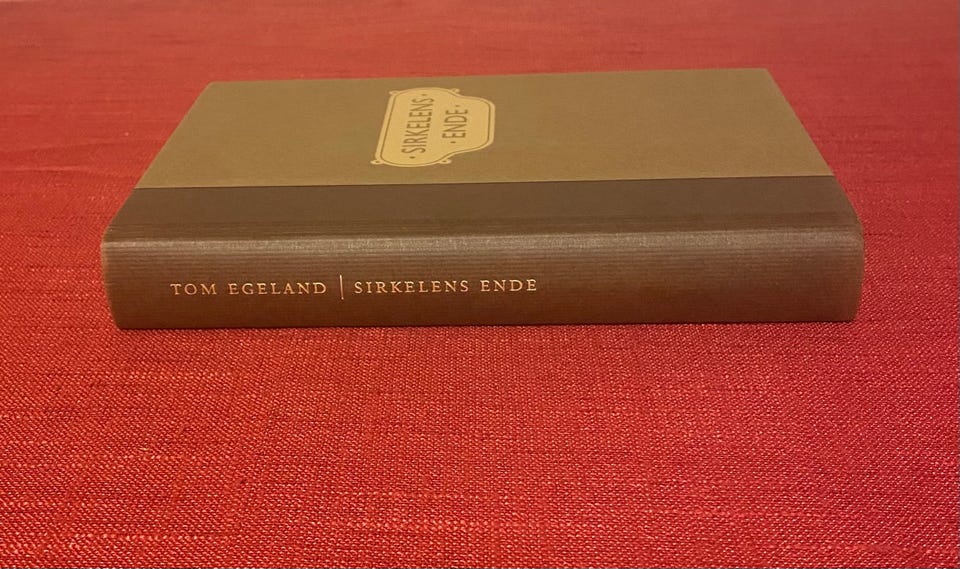 · SIRKELENS ·
· ENDE ·
TOM EGELAND | SIRKELENS ENDE